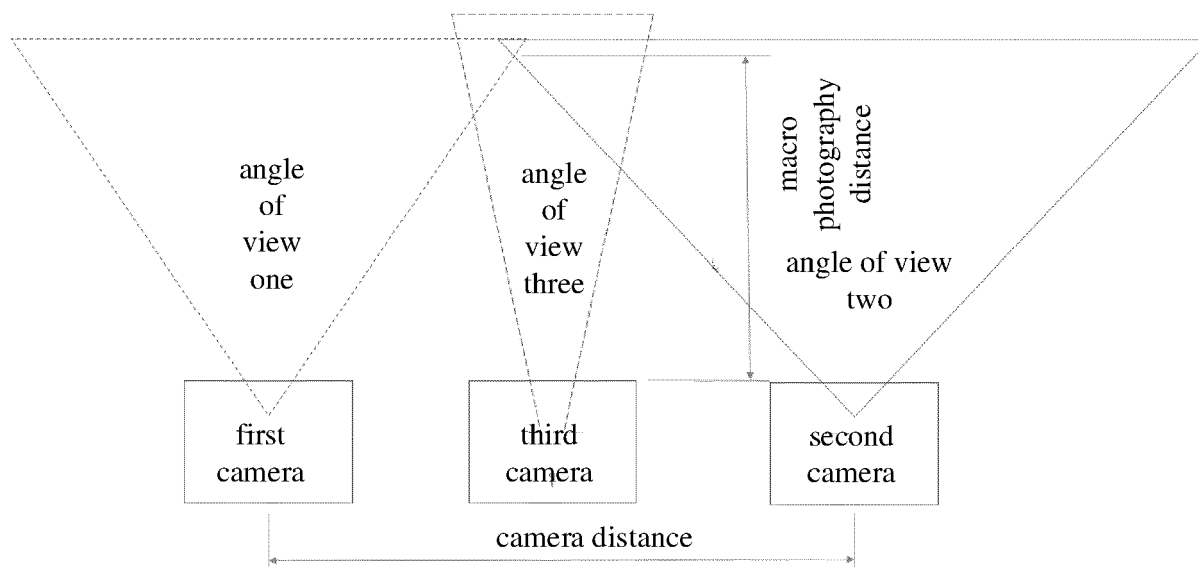 angle
of
view
one
angle
of
view
three
macro
photography
distance
angle of view
two
first
camera
third
camera
second
camera
camera distance